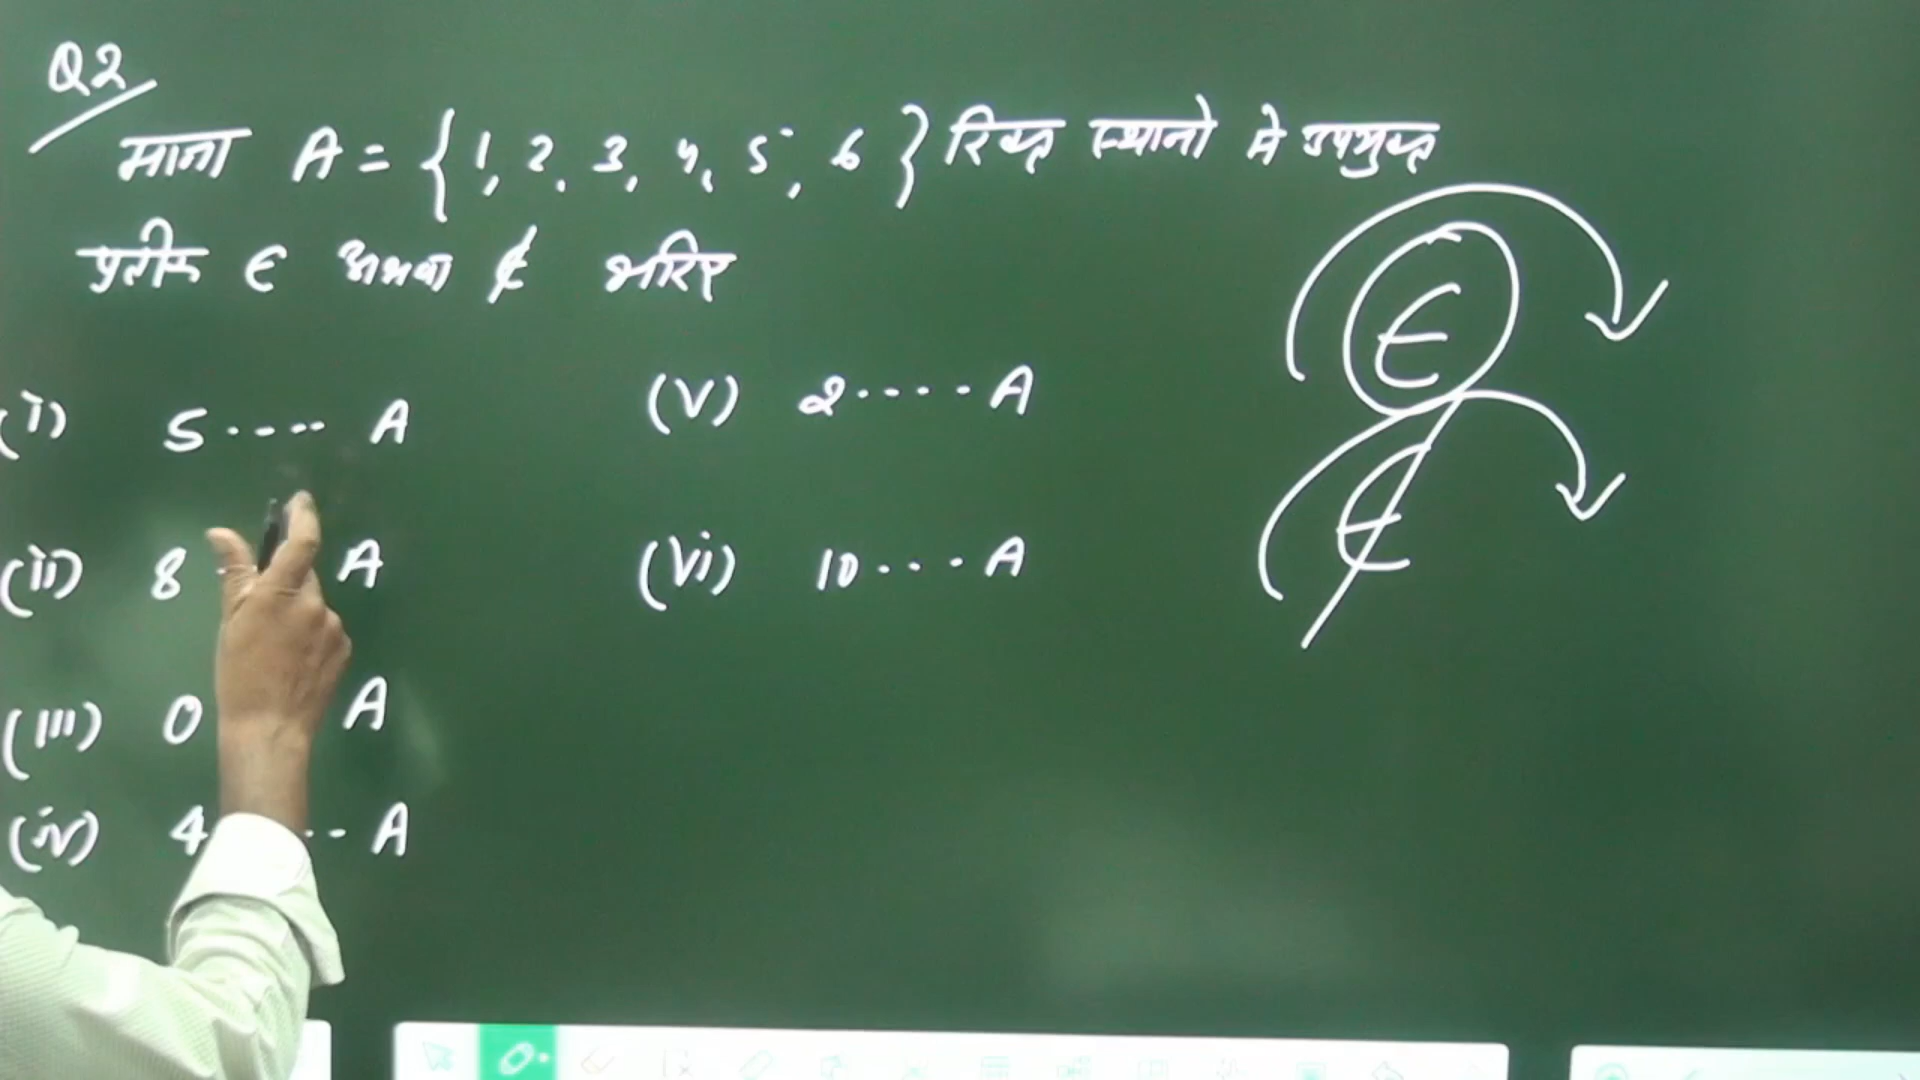 Q2
माना A = { 1, 2, 3, 4, 5, 6 } रिक्त स्थानो मे उपयुक्त
प्रतीक ∈ अथवा ∉ भरिए
(i) 5 ..... A
(ii) 8 A
(iii) 0 A
(iv) 4 .. A
(v) 2 ..... A
(vi) 10 .... A
∈
∉